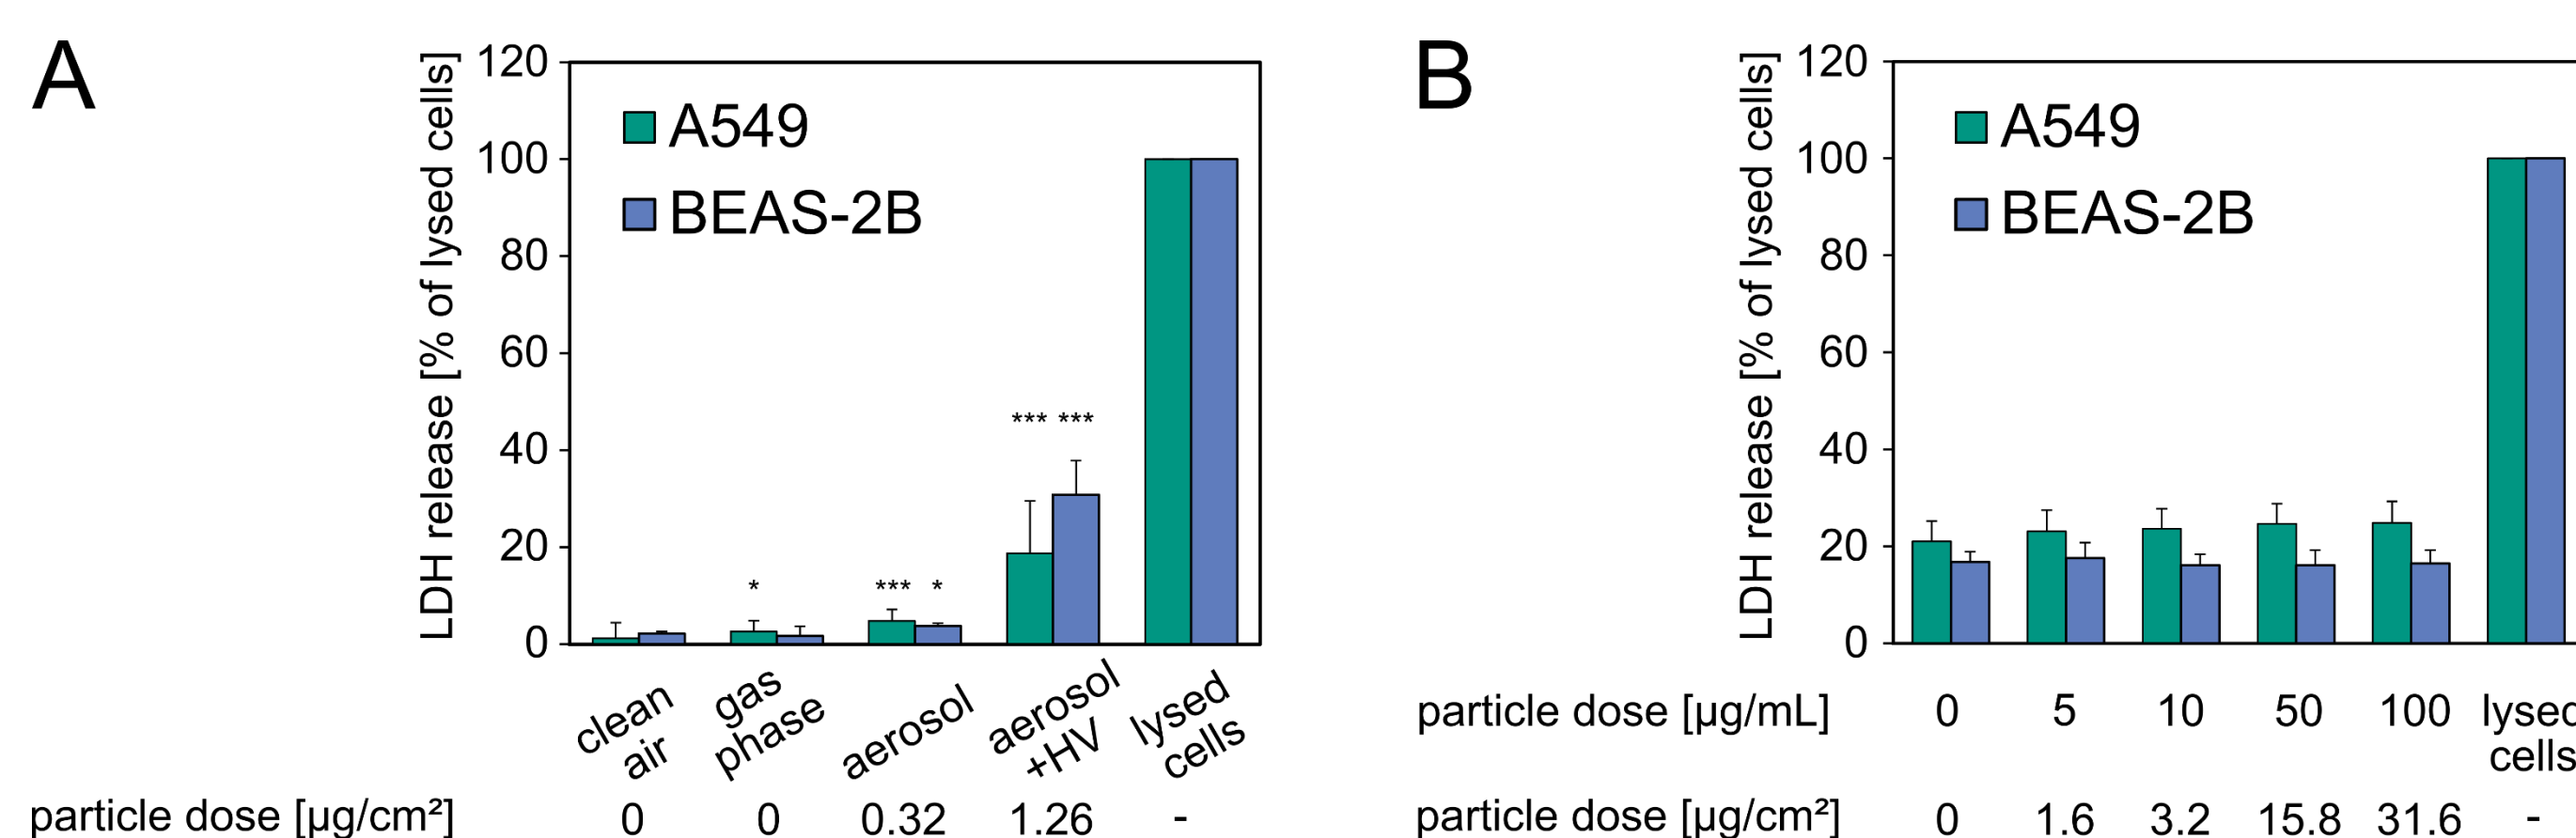 A
LDH release [% of lysed cells]
120
100
80
60
40
20
0
A549
BEAS-2B
*
*** *
*** ***
clean air
gas phase
aerosol
aerosol +HV
lysed cells
particle dose [µg/cm²] 0 0 0.32 1.26 -
B
LDH release [% of lysed cells]
120
100
80
60
40
20
0
A549
BEAS-2B
particle dose [µg/mL] 0 5 10 50 100 lysed
cells
particle dose [µg/cm²] 0 1.6 3.2 15.8 31.6 -